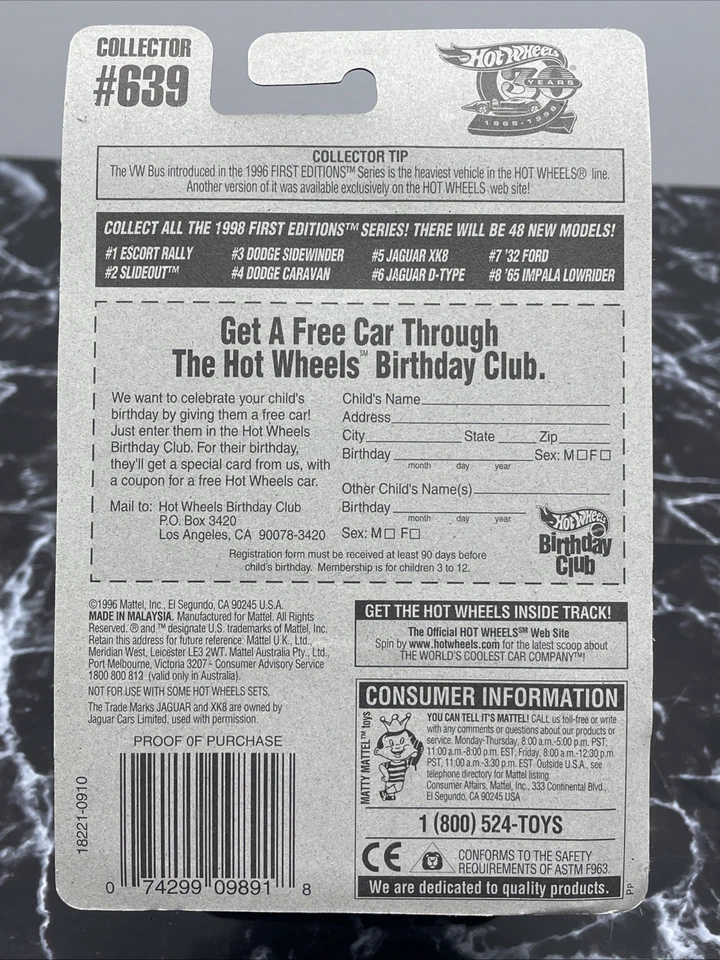 COLLECTOR
#639
HOT WHEELS®
30 YEARS
1968-1998
COLLECTOR TIP
The VW Bus introduced in the 1996 FIRST EDITIONS™ Series is the heaviest vehicle in the HOT WHEELS® line.
Another version of it was available exclusively on the HOT WHEELS web site!
COLLECT ALL THE 1998 FIRST EDITIONS™ SERIES! THERE WILL BE 48 NEW MODELS!
#1 ESCORT RALLY #3 DODGE SIDEWINDER #5 JAGUAR XK8 #7 '32 FORD
#2 SLIDEOUT™ #4 DODGE CARAVAN #6 JAGUAR D-TYPE #8 '65 IMPALA LOWRIDER
Get A Free Car Through
The Hot Wheels℠ Birthday Club.
We want to celebrate your child's
birthday by giving them a free car!
Just enter them in the Hot Wheels
Birthday Club. For their birthday,
they'll get a special card from us, with
a coupon for a free Hot Wheels car.
Mail to: Hot Wheels Birthday Club
P.O. Box 3420
Los Angeles, CA 90078-3420
Child's Name
Address
City State Zip
Birthday Sex: M☐F☐
month day year
Other Child's Name(s)
Birthday
month day year
Sex: M☐ F☐
Hot Wheels
Birthday
Club
Registration form must be received at least 90 days before
child's birthday. Membership is for children 3 to 12.
©1996 Mattel, Inc., El Segundo, CA 90245 U.S.A.
MADE IN MALAYSIA. Manufactured for Mattel. All Rights
Reserved. ® and ™ designate U.S. trademarks of Mattel, Inc.
Retain this address for future reference: Mattel U.K., Ltd.,
Meridian West, Leicester LE3 2WT. Mattel Australia Pty., Ltd.,
Port Melbourne, Victoria 3207 - Consumer Advisory Service
1800 800 812 (valid only in Australia).
NOT FOR USE WITH SOME HOT WHEELS SETS.
The Trade Marks JAGUAR and XK8 are owned by
Jaguar Cars Limited, used with permission.
PROOF OF PURCHASE
18221-0910
0 74299 09891 8
GET THE HOT WHEELS INSIDE TRACK!
The Official HOT WHEELS℠ Web Site
Spin by www.hotwheels.com for the latest scoop about
THE WORLD'S COOLEST CAR COMPANY™!
CONSUMER INFORMATION
MATTY MATTEL™ toys
YOU CAN TELL IT'S MATTEL! CALL us toll-free or write
with any comments or questions about our products or
service. Monday-Thursday, 8:00 a.m.-5:00 p.m. PST;
11:00 a.m.-8:00 p.m. EST; Friday, 8:00 a.m.-12:30 p.m.
PST, 11:00 a.m.-3:30 p.m. EST. Outside U.S.A., see
telephone directory for Mattel listing.
Consumer Affairs, Mattel, Inc., 333 Continental Blvd.,
El Segundo, CA 90245 USA
1 (800) 524-TOYS
CE
CONFORMS TO THE SAFETY
REQUIREMENTS OF ASTM F963.
We are dedicated to quality products.
PP